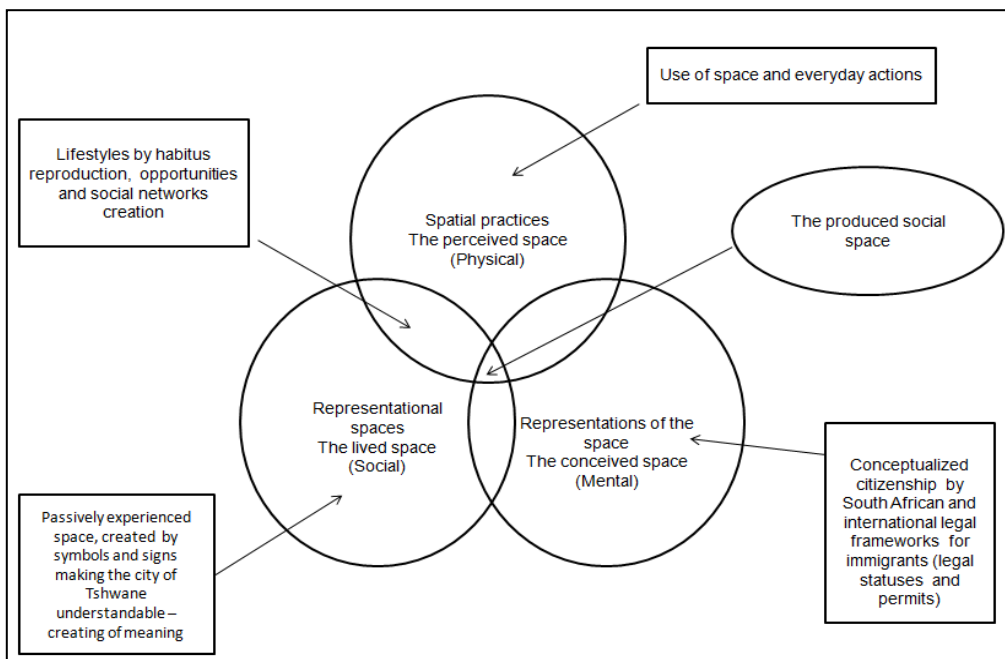 Use of space and everyday actions
Lifestyles by habitus
reproduction, opportunities
and social networks
creation
The produced social
space
Spatial practices
The perceived space
(Physical)
Representational
spaces
The lived space
(Social)
Representations of the
space
The conceived space
(Mental)
Conceptualized
citizenship by
South African and
international legal
frameworks for
immigrants (legal
statuses and
permits)
Passively experienced
space, created by
symbols and signs
making the city of
Tshwane
understandable –
creating of meaning